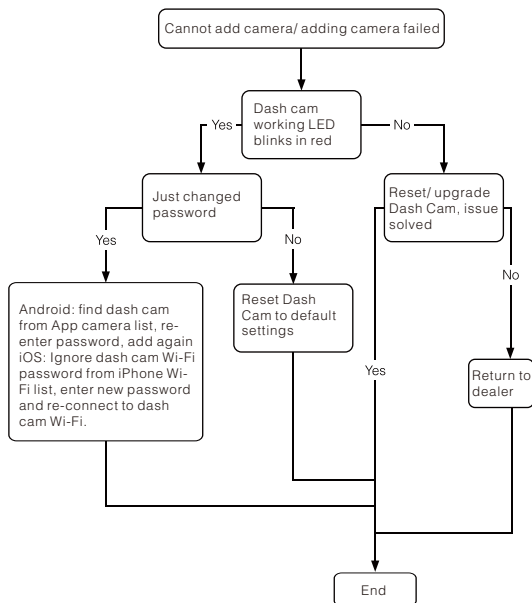 Cannot add camera/ adding camera failed
Dash cam
working LED
blinks in red
Yes
No
Just changed
password
Reset/ upgrade
Dash Cam, issue
solved
Yes
No
No
Android: find dash cam
from App camera list, re-
enter password, add again
iOS: Ignore dash cam Wi-Fi
password from iPhone Wi-
Fi list, enter new password
and re-connect to dash
cam Wi-Fi.
Reset Dash
Cam to default
settings
Yes
Return to
dealer
End